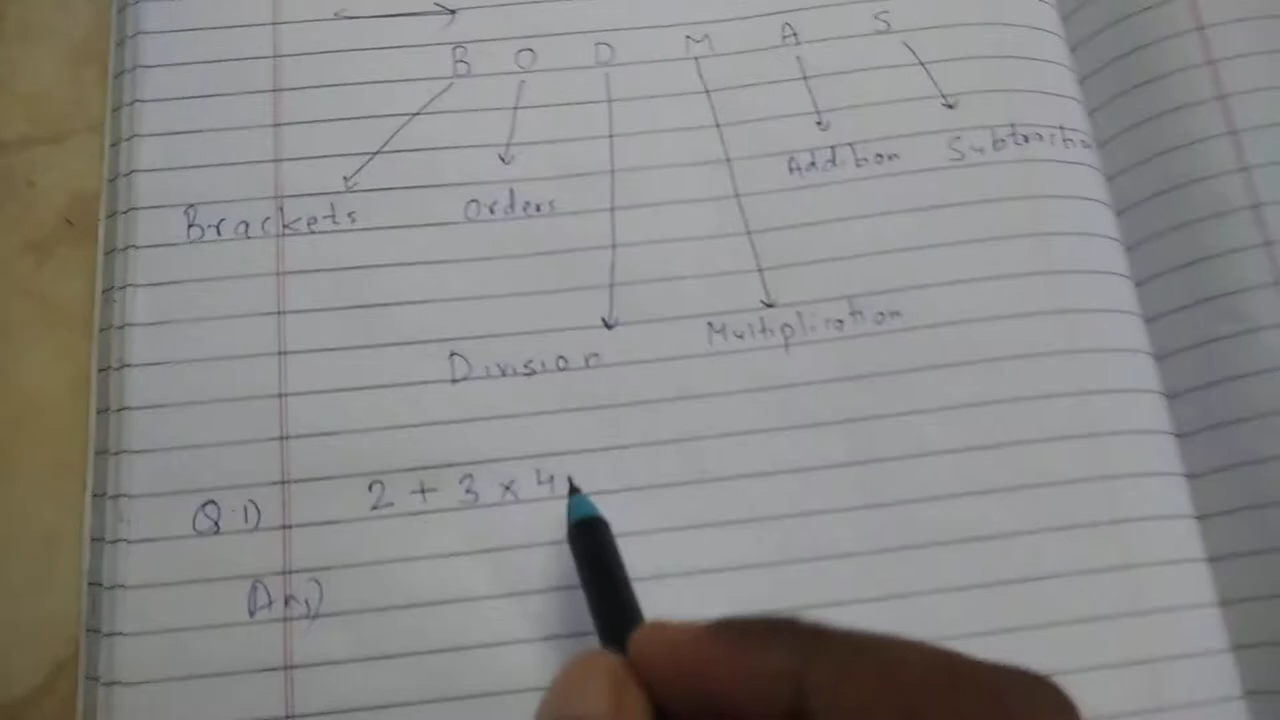 B O D M A S
Brackets Orders Addition Subtractio
Division Multiplication
Q.1) 2 + 3 × 4
Ans)